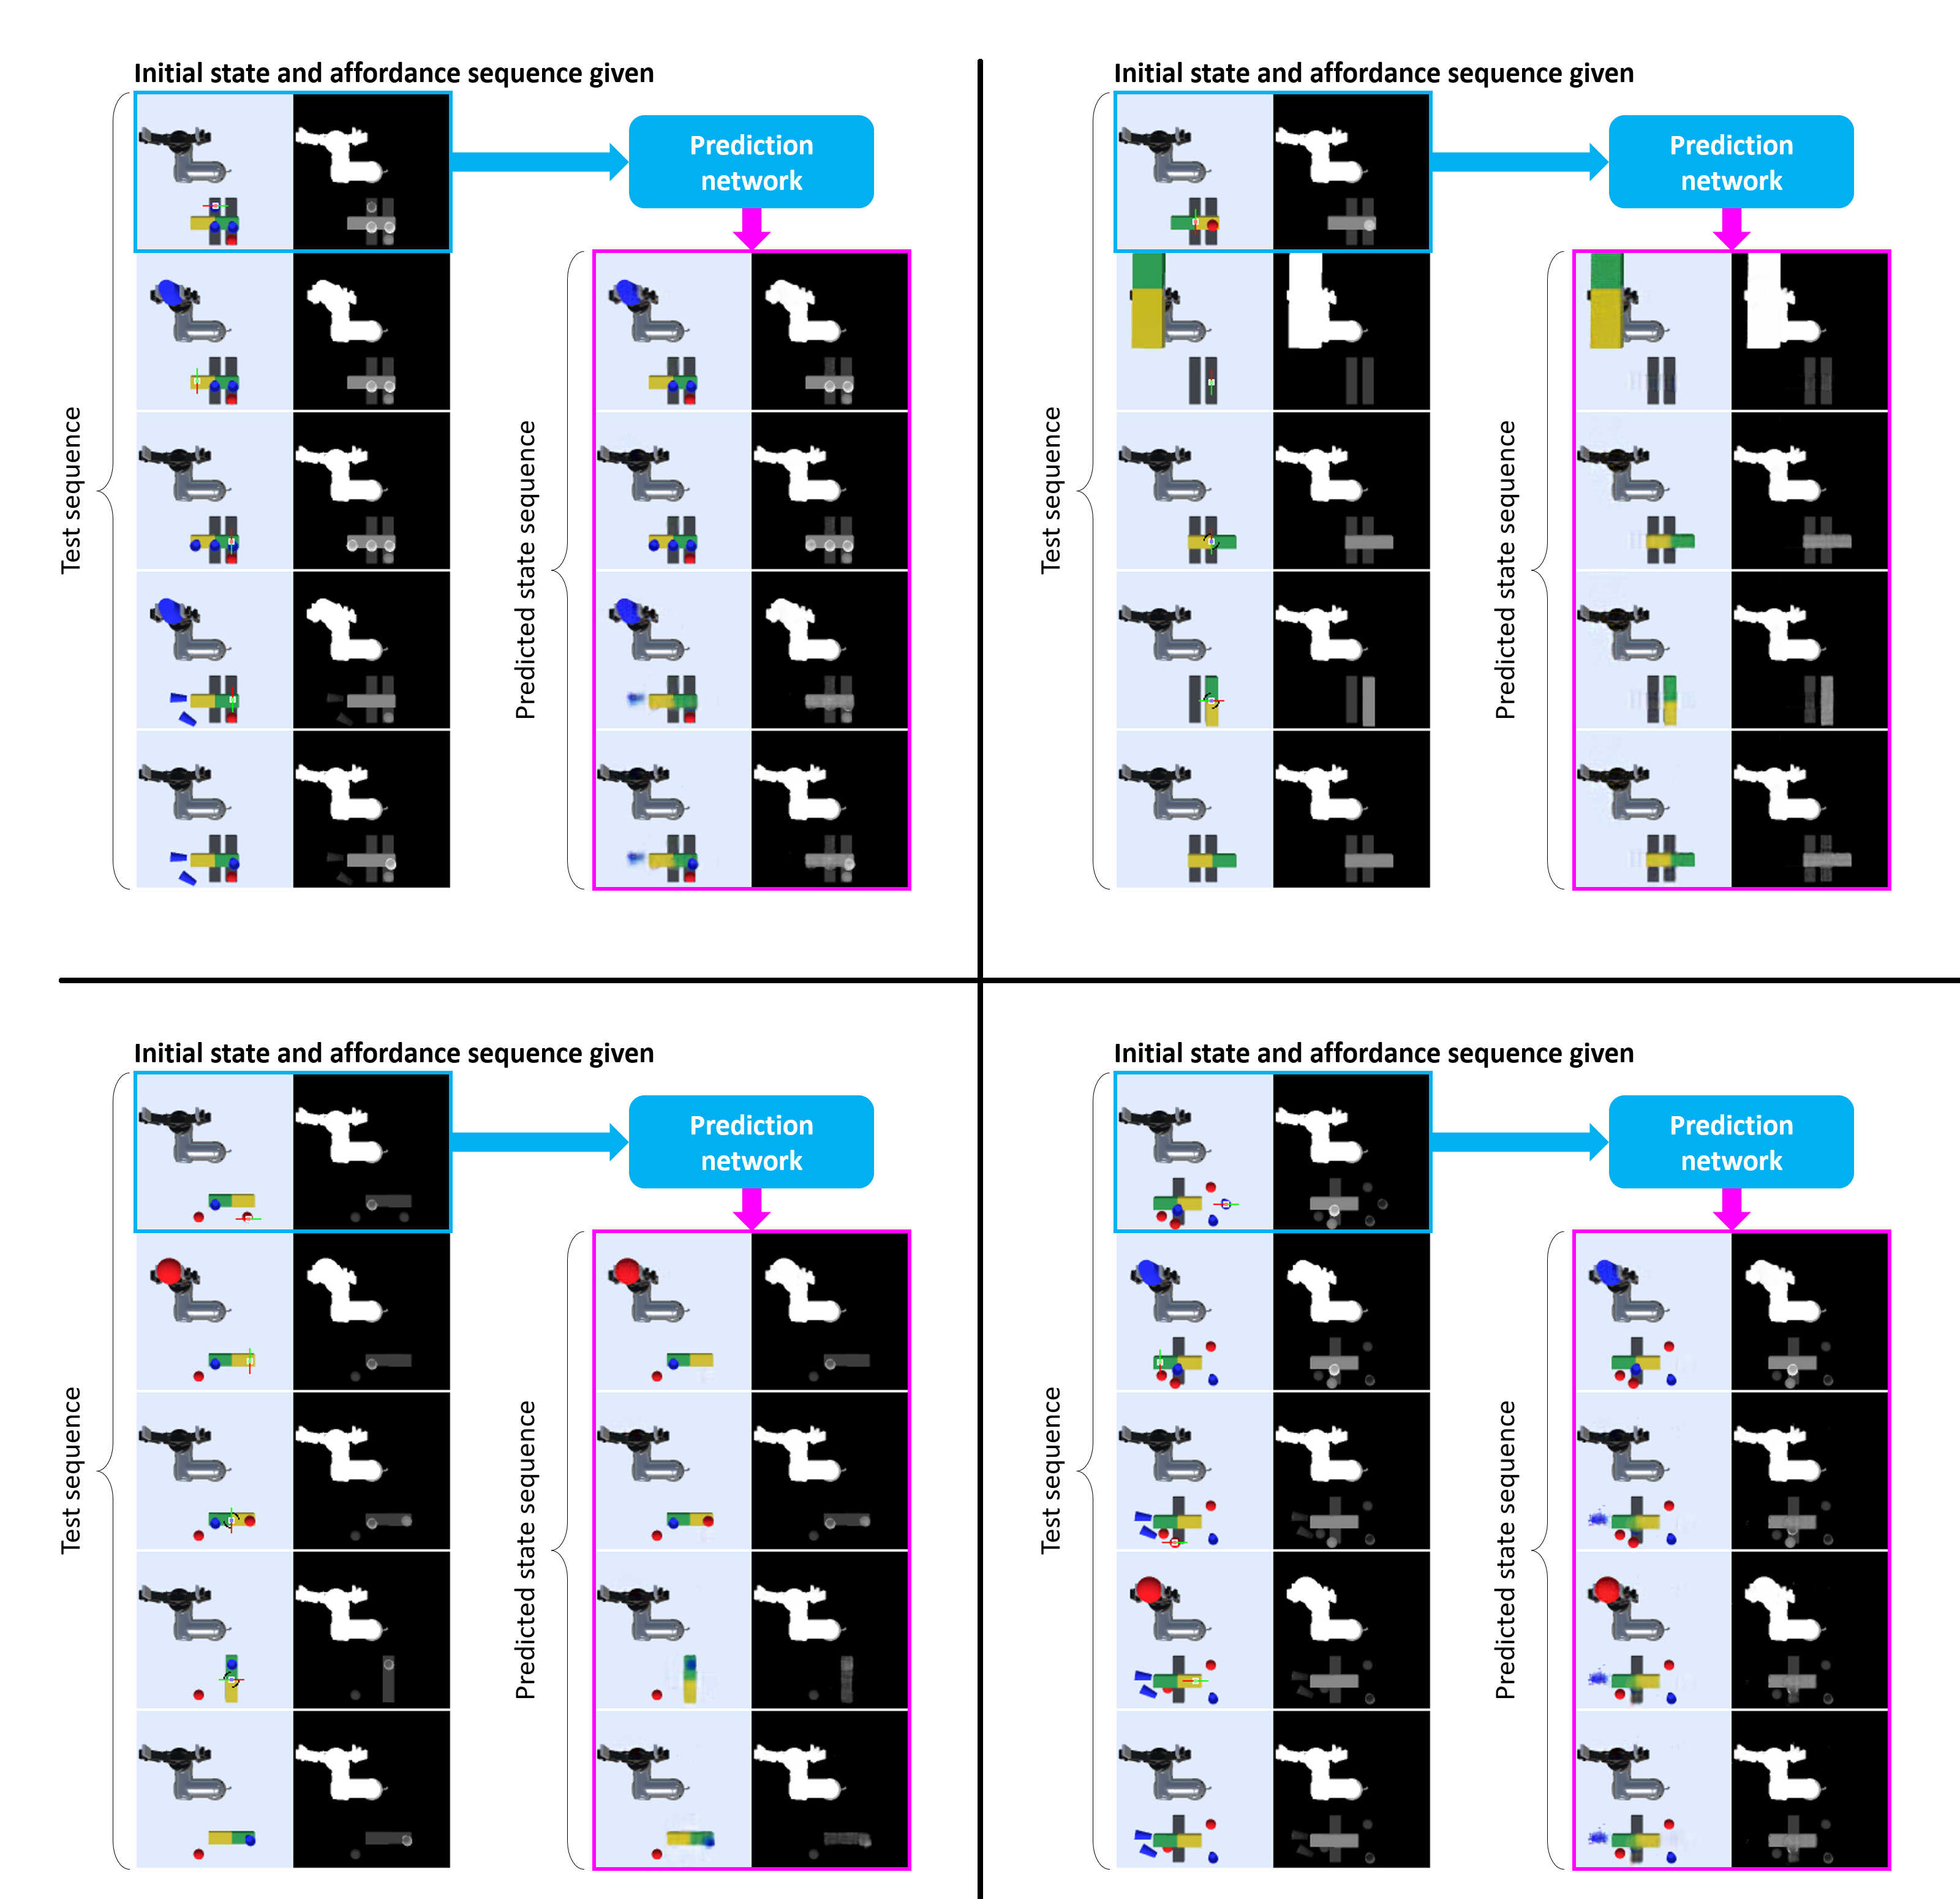 Initial state and affordance sequence given
Prediction
network
Test sequence
Predicted state sequence
Initial state and affordance sequence given
Prediction
network
Test sequence
Predicted state sequence
Initial state and affordance sequence given
Prediction
network
Test sequence
Predicted state sequence
Initial state and affordance sequence given
Prediction
network
Test sequence
Predicted state sequence